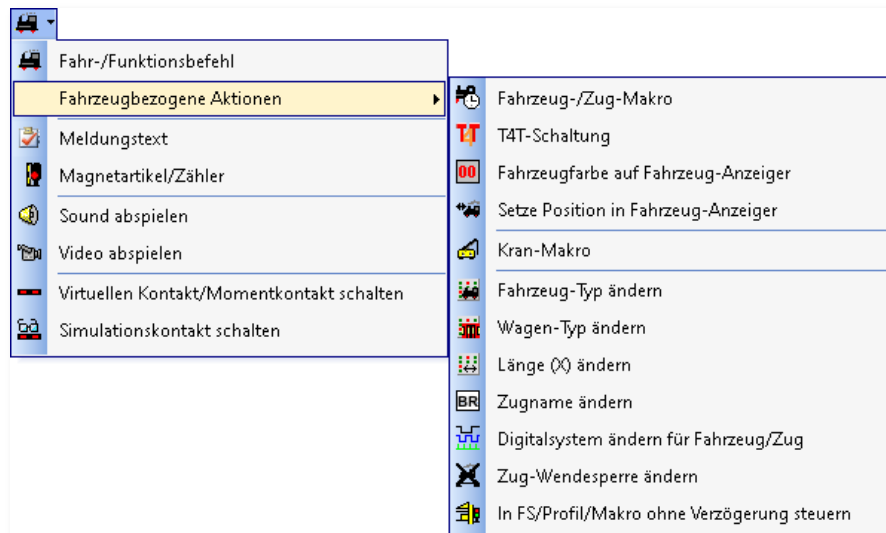 Fahr-/Funktionsbefehl
Fahrzeugbezogene Aktionen
Meldungstext
Magnetartikel/Zähler
Sound abspielen
Video abspielen
Virtuellen Kontakt/Momentkontakt schalten
Simulationskontakt schalten
Fahrzeug-/Zug-Makro
T4T T4T-Schaltung
00 Fahrzeugfarbe auf Fahrzeug-Anzeiger
Setze Position in Fahrzeug-Anzeiger
Kran-Makro
Fahrzeug-Typ ändern
Wagen-Typ ändern
Länge (X) ändern
BR Zugname ändern
Digitalsystem ändern für Fahrzeug/Zug
Zug-Wendesperre ändern
In FS/Profil/Makro ohne Verzögerung steuern